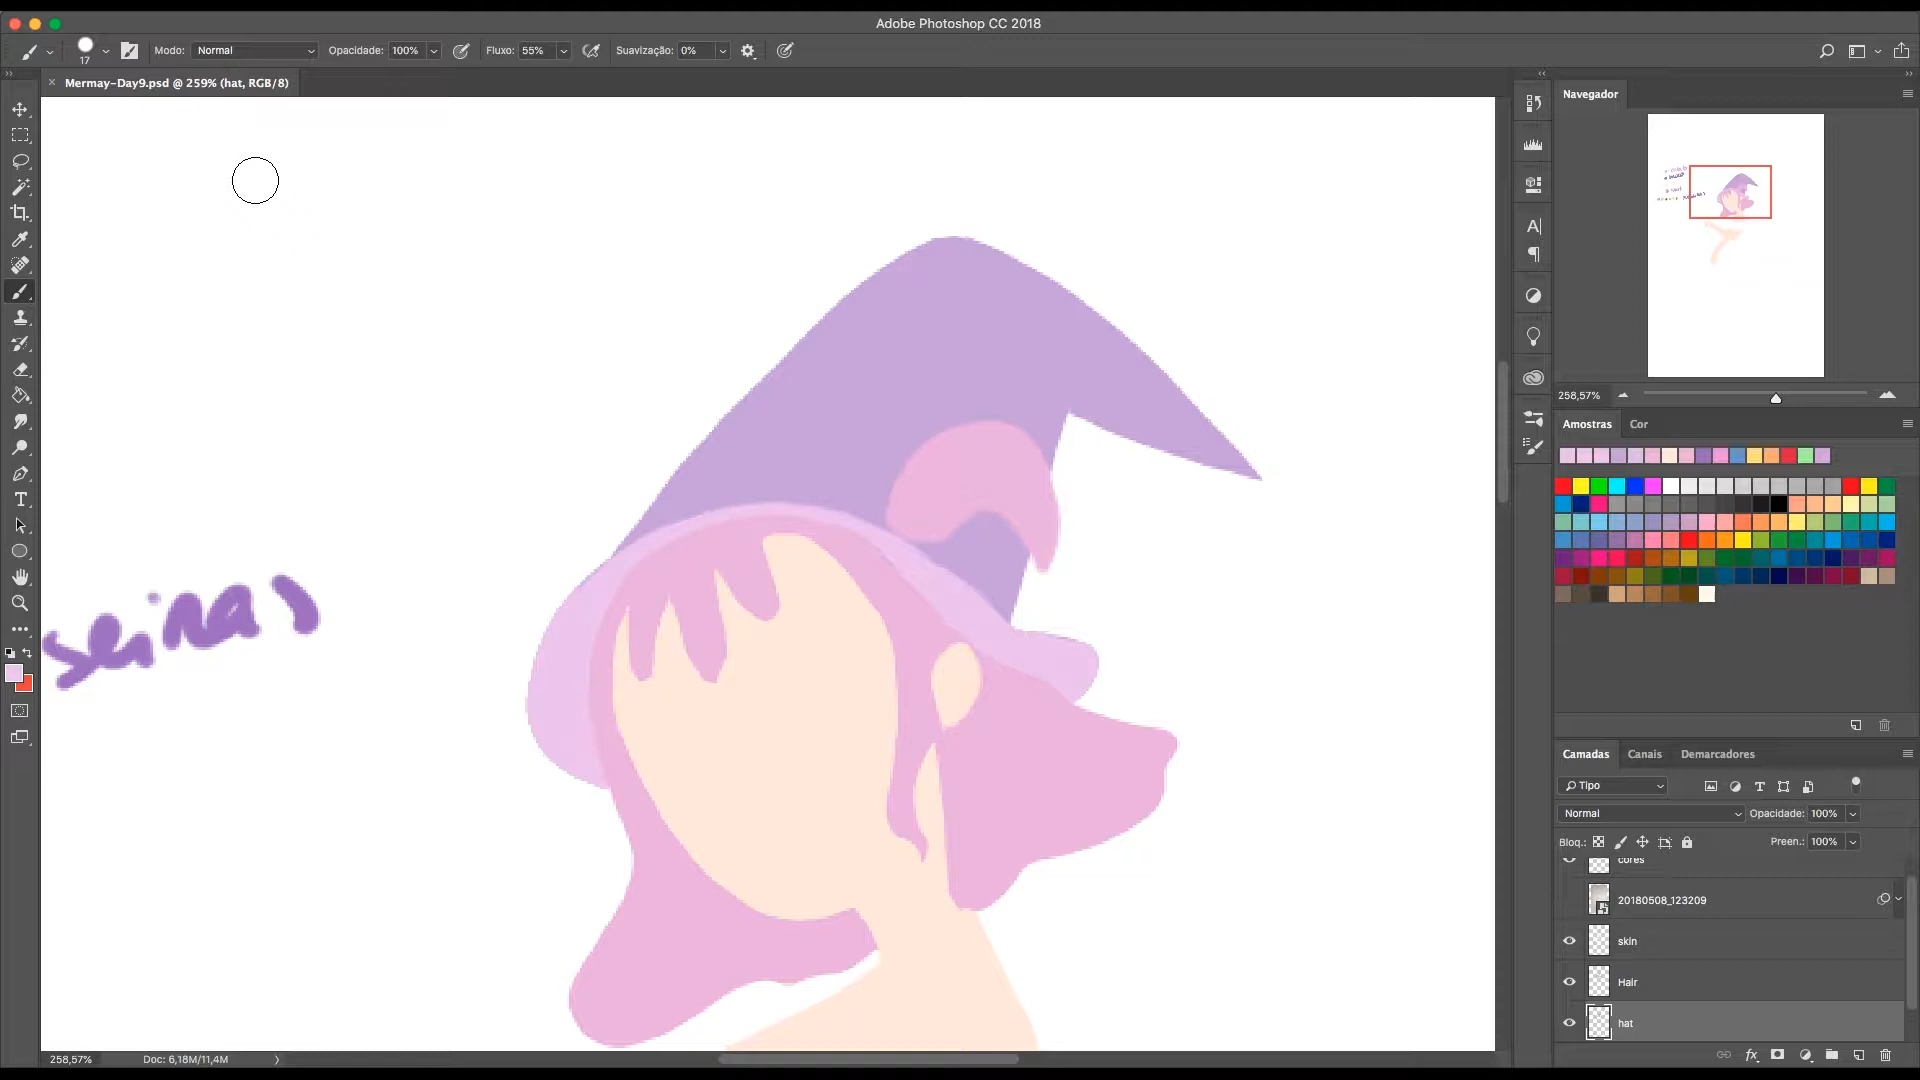 Adobe Photoshop CC 2018
17
Modo: Normal Opacidade: 100% Fluxo: 55% Suavização: 0%
Mermay-Day9.psd @ 259% (hat, RGB/8)
Navegador
258,57%
Amostras Cor
Camadas Canais Demarcadores
Tipo
Normal Opacidade: 100%
Bloq.: Preen.: 100%
cores
20180508_123209
skin
Hair
hat
258,57% Doc: 6,18M/11,4M